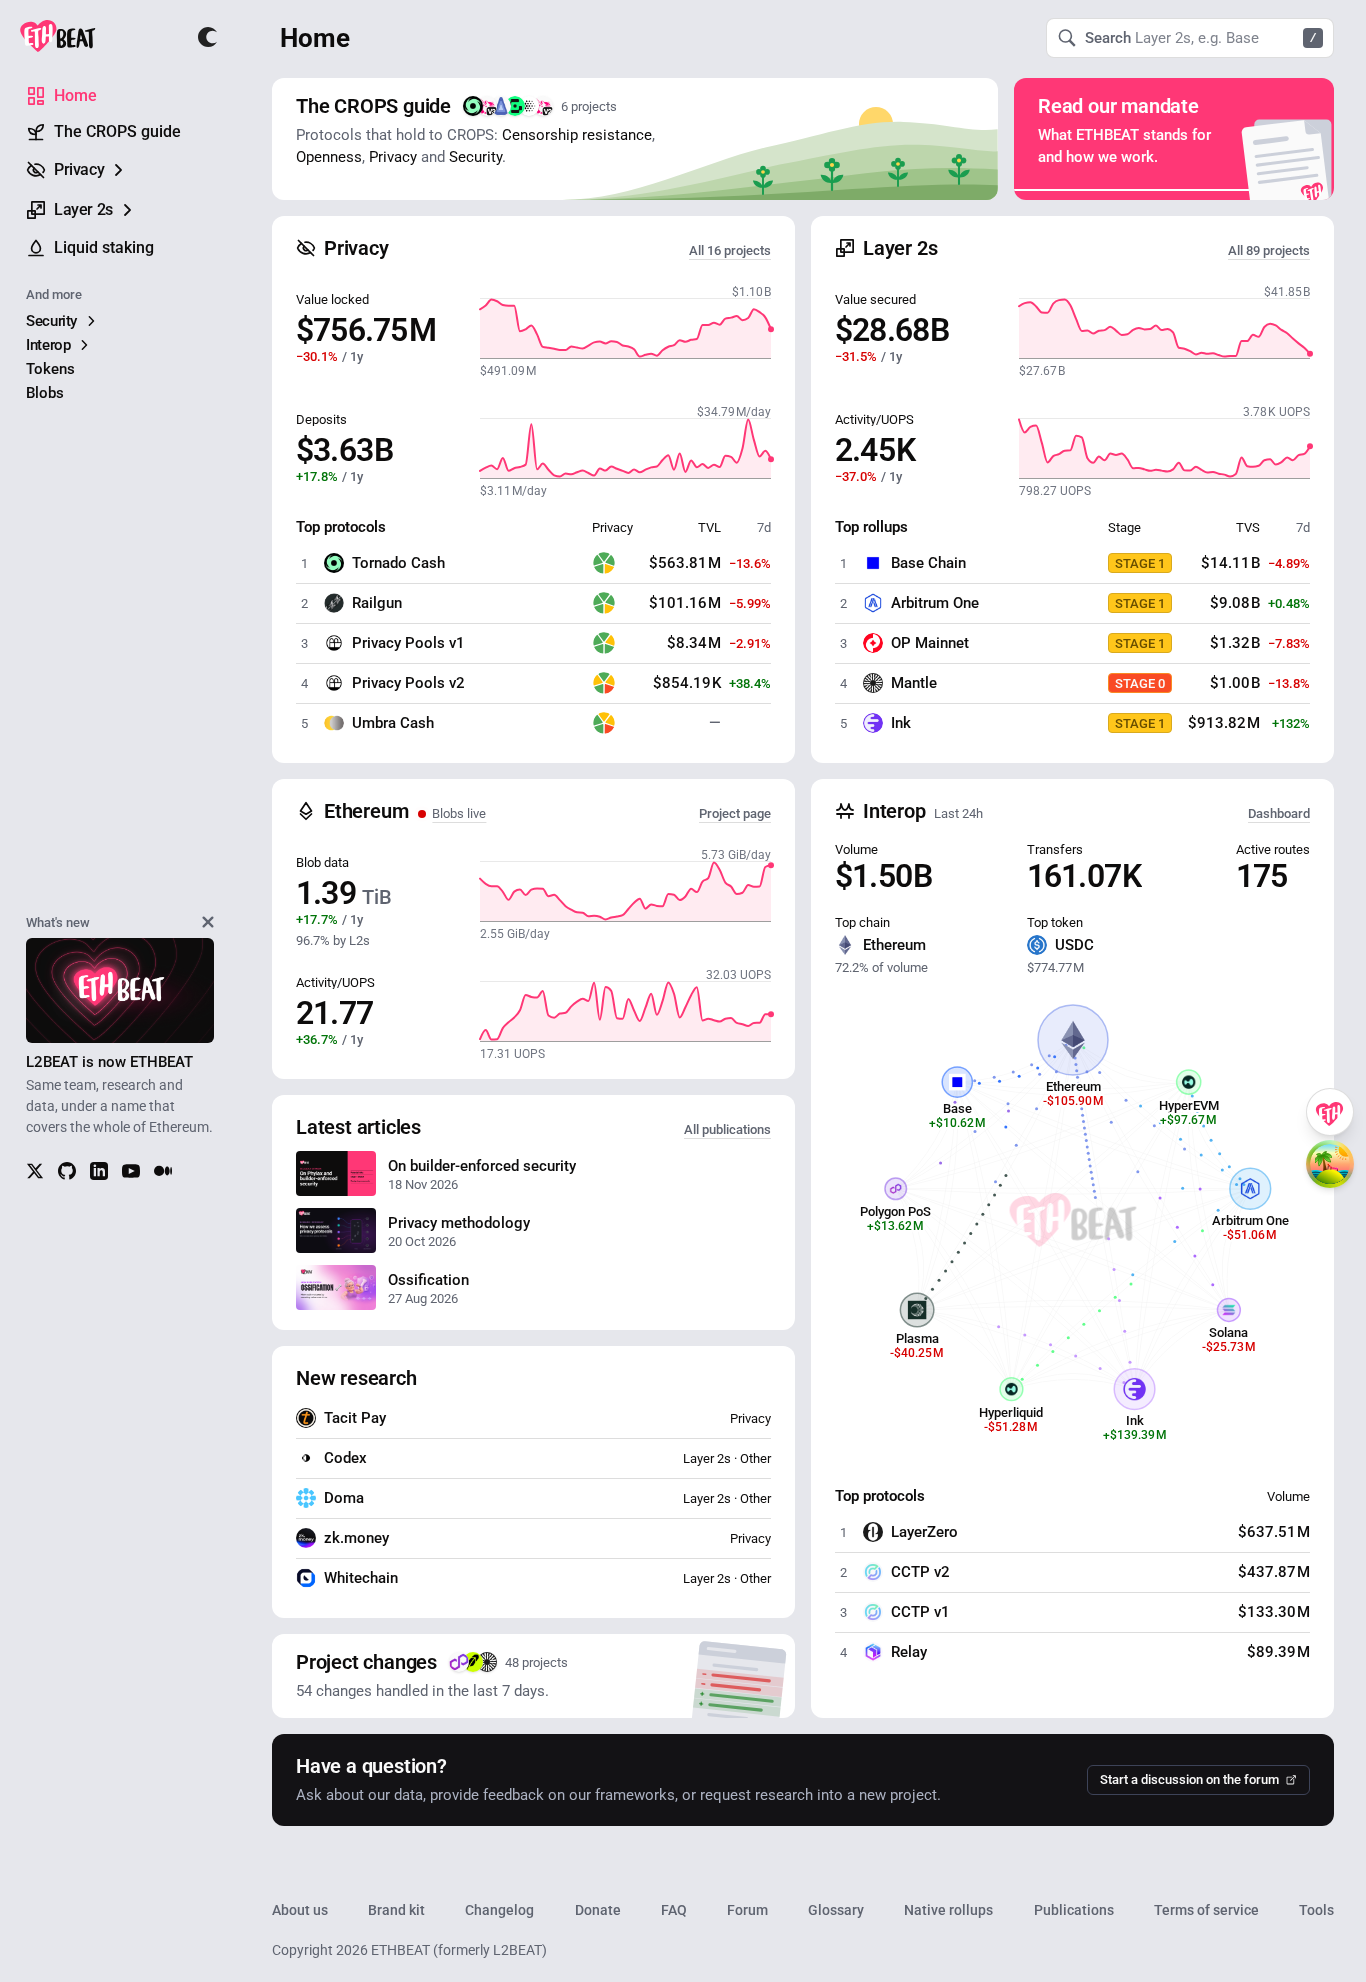 ETHBEAT
Home
Search Layer 2s, e.g. Base
/
Home
The CROPS guide
Privacy
Layer 2s
Liquid staking
And more
Security
Interop
Tokens
Blobs
What's new
ETHBEAT
L2BEAT is now ETHBEAT
Same team, research and
data, under a name that
covers the whole of Ethereum.
The CROPS guide
6 projects
Protocols that hold to CROPS: Censorship resistance,
Openness, Privacy and Security.
Read our mandate
What ETHBEAT stands for
and how we work.
ETH
Privacy
All 16 projects
Value locked
$756.75M
−30.1% / 1y
$1.10B
$491.09M
Deposits
$3.63B
+17.8% / 1y
$34.79M/day
$3.11M/day
Top protocols Privacy TVL 7d
1 Tornado Cash $563.81M −13.6%
2 Railgun $101.16M −5.99%
3 Privacy Pools v1 $8.34M −2.91%
4 Privacy Pools v2 $854.19K +38.4%
5 Umbra Cash —
Layer 2s
All 89 projects
Value secured
$28.68B
−31.5% / 1y
$41.85B
$27.67B
Activity/UOPS
2.45K
−37.0% / 1y
3.78K UOPS
798.27 UOPS
Top rollups Stage TVS 7d
1 Base Chain STAGE 1 $14.11B −4.89%
2 Arbitrum One STAGE 1 $9.08B +0.48%
3 OP Mainnet STAGE 1 $1.32B −7.83%
4 Mantle STAGE 0 $1.00B −13.8%
5 Ink STAGE 1 $913.82M +132%
Ethereum
Blobs live
Project page
Blob data
1.39 TiB
+17.7% / 1y
96.7% by L2s
5.73 GiB/day
2.55 GiB/day
Activity/UOPS
21.77
+36.7% / 1y
32.03 UOPS
17.31 UOPS
Interop Last 24h
Dashboard
Volume
$1.50B
Transfers
161.07K
Active routes
175
Top chain
Ethereum
72.2% of volume
Top token
USDC
$774.77M
Ethereum
-$105.90M
Base
+$10.62M
HyperEVM
+$97.67M
Polygon PoS
+$13.62M
Arbitrum One
-$51.06M
ETHBEAT
Plasma
-$40.25M
Solana
-$25.73M
Hyperliquid
-$51.28M
Ink
+$139.39M
Top protocols Volume
1 LayerZero $637.51M
2 CCTP v2 $437.87M
3 CCTP v1 $133.30M
4 Relay $89.39M
ETH
Latest articles
All publications
On Phylax and
builder-enforced
security
On builder-enforced security
18 Nov 2026
How we assess
privacy protocols
Privacy methodology
20 Oct 2026
OSSIFICATION
Ossification
27 Aug 2026
New research
Tacit Pay Privacy
Codex Layer 2s · Other
Doma Layer 2s · Other
zk.money Privacy
Whitechain Layer 2s · Other
Project changes
48 projects
54 changes handled in the last 7 days.
Have a question?
Ask about our data, provide feedback on our frameworks, or request research into a new project.
Start a discussion on the forum
About us Brand kit Changelog Donate FAQ Forum Glossary Native rollups Publications Terms of service Tools
Copyright 2026 ETHBEAT (formerly L2BEAT)